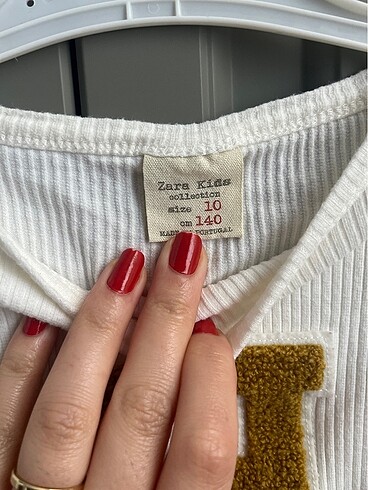 Zara Kids
collection
size 10
cm 140
MADE IN PORTUGAL